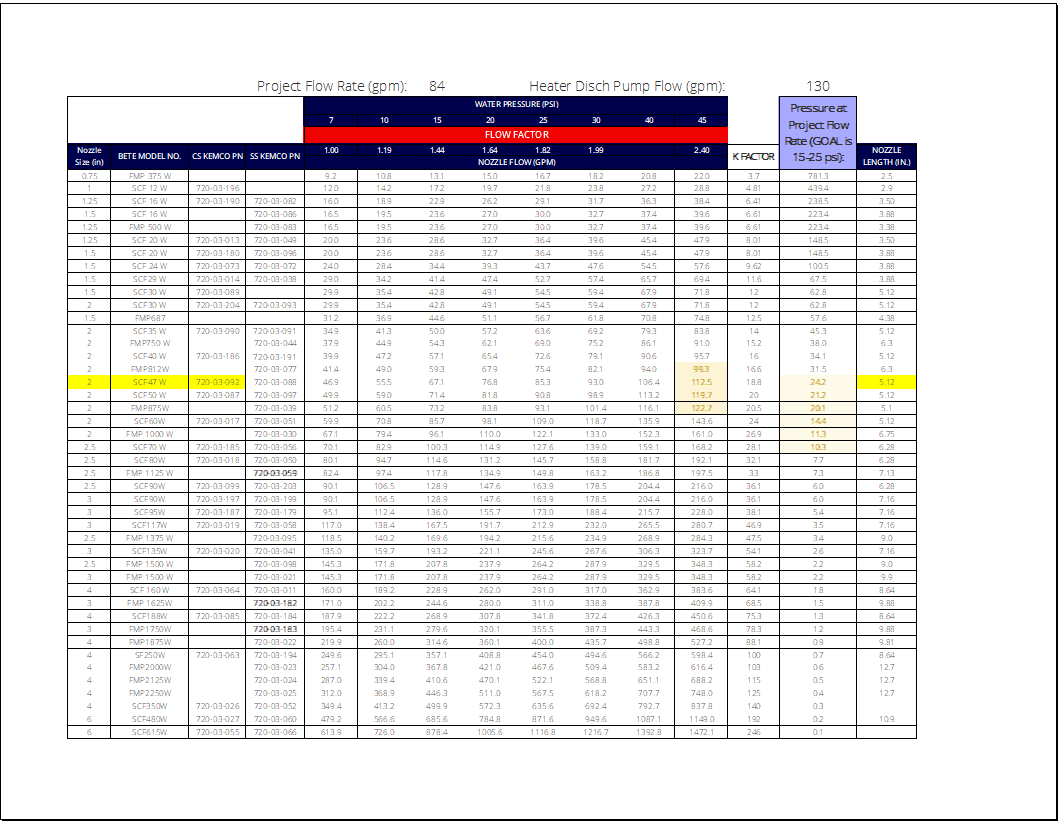 Project Flow Rate (gpm): 84 Heater Disch Pump Flow (gpm): 130
WATER PRESSURE (PSI)
7 10 15 20 25 30 40 45
FLOW FACTOR
1.00 1.19 1.44 1.64 1.82 1.99 2.40
NOZZLE FLOW (GPM)
Nozzle Size (in) BETE MODEL NO. CS KEMCO PN SS KEMCO PN K FACTOR Pressure at Project Flow Rate (GOAL is 15-25 psi): NOZZLE LENGTH (IN.)
0.75 FMP 375 W 9.2 10.8 13.1 15.0 16.7 18.2 20.8 22.0 3.7 781.3 2.5
1 SCF 12 W 720-03-196 12.0 14.2 17.2 19.7 21.8 23.8 27.2 28.8 4.81 439.4 2.9
1.25 SCF 16 W 720-03-190 720-03-082 16.0 18.9 22.9 26.2 29.1 31.7 36.3 38.4 6.41 238.5 3.50
1.5 SCF 16 W 720-03-086 16.5 19.5 23.6 27.0 30.0 32.7 37.4 39.6 6.61 223.4 3.88
1.25 FMP 500 W 720-03-083 16.5 19.5 23.6 27.0 30.0 32.7 37.4 39.6 6.61 223.4 3.38
1.25 SCF 20 W 720-03-013 720-03-049 20.0 23.6 28.6 32.7 36.4 39.6 45.4 47.9 8.01 148.5 3.50
1.5 SCF 20 W 720-03-180 720-03-096 20.0 23.6 28.6 32.7 36.4 39.6 45.4 47.9 8.01 148.5 3.88
1.5 SCF 24 W 720-03-073 720-03-072 24.0 28.4 34.4 39.3 43.7 47.6 54.5 57.6 9.62 100.5 3.88
1.5 SCF29 W 720-03-014 720-03-038 29.0 34.2 41.4 47.4 52.7 57.4 65.7 69.4 11.6 67.5 3.88
1.5 SCF30 W 720-03-089 29.9 35.4 42.8 49.1 54.5 59.4 67.9 71.8 12 62.8 5.12
2 SCF30 W 720-03-204 720-03-093 29.9 35.4 42.8 49.1 54.5 59.4 67.9 71.8 12 62.8 5.12
1.5 FMP687 31.2 36.9 44.6 51.1 56.7 61.8 70.8 74.8 12.5 57.6 4.38
2 SCF35 W 720-03-090 720-03-091 34.9 41.3 50.0 57.2 63.6 69.2 79.3 83.8 14 45.3 5.12
2 FMP750 W 720-03-044 37.9 44.9 54.3 62.1 69.0 75.2 86.1 91.0 15.2 38.0 6.3
2 SCF40 W 720-03-186 720-03-191 39.9 47.2 57.1 65.4 72.6 79.1 90.6 95.7 16 34.1 5.12
2 FMP812W 720-03-077 41.4 49.0 59.3 67.9 75.4 82.1 94.0 99.3 16.6 31.5 6.3
2 SCF47 W 720-03-092 720-03-088 46.9 55.5 67.1 76.8 85.3 93.0 106.4 112.5 18.8 24.2 5.12
2 SCF50 W 720-03-087 720-03-097 49.9 59.0 71.4 81.8 90.8 98.9 113.2 119.7 20 21.2 5.12
2 FMP875W 720-03-039 51.2 60.5 73.2 83.8 93.1 101.4 116.1 122.7 20.5 20.1 5.1
2 SCF60W 720-03-017 720-03-051 59.9 70.8 85.7 98.1 109.0 118.7 135.9 143.6 24 14.4 5.12
2 FMP 1000 W 720-03-030 67.1 79.4 96.1 110.0 122.1 133.0 152.3 161.0 26.9 11.3 6.75
2.5 SCF70 W 720-03-185 720-03-056 70.1 82.9 100.3 114.9 127.6 139.0 159.1 168.2 28.1 10.3 6.28
2.5 SCF80W 720-03-018 720-03-050 80.1 94.7 114.6 131.2 145.7 158.8 181.7 192.1 32.1 7.7 6.28
2.5 FMP 1125 W 720-03-059 82.4 97.4 117.8 134.9 149.8 163.2 186.8 197.5 33 7.3 7.13
2.5 SCF90W 720-03-099 720-03-203 90.1 106.5 128.9 147.6 163.9 178.5 204.4 216.0 36.1 6.0 6.28
3 SCF90W 720-03-197 720-03-199 90.1 106.5 128.9 147.6 163.9 178.5 204.4 216.0 36.1 6.0 7.16
3 SCF95W 720-03-187 720-03-179 95.1 112.4 136.0 155.7 173.0 188.4 215.7 228.0 38.1 5.4 7.16
3 SCF117W 720-03-019 720-03-058 117.0 138.4 167.5 191.7 212.9 232.0 265.5 280.7 46.9 3.5 7.16
2.5 FMP 1375 W 720-03-095 118.5 140.2 169.6 194.2 215.6 234.9 268.9 284.3 47.5 3.4 9.0
3 SCF135W 720-03-020 720-03-041 135.0 159.7 193.2 221.1 245.6 267.6 306.3 323.7 54.1 2.6 7.16
2.5 FMP 1500 W 720-03-098 145.3 171.8 207.8 237.9 264.2 287.9 329.5 348.3 58.2 2.2 9.0
3 FMP 1500 W 720-03-021 145.3 171.8 207.8 237.9 264.2 287.9 329.5 348.3 58.2 2.2 9.9
4 SCF 160 W 720-03-064 720-03-011 160.0 189.2 228.9 262.0 291.0 317.0 362.9 383.6 64.1 1.8 8.64
3 FMP 1625W 720-03-182 171.0 202.2 244.6 280.0 311.0 338.8 387.8 409.9 68.5 1.5 9.88
4 SCF188W 720-03-085 720-03-184 187.9 222.2 268.9 307.8 341.8 372.4 426.3 450.6 75.3 1.3 8.64
3 FMP1750W 720-03-183 195.4 231.1 279.6 320.1 355.5 387.3 443.3 468.6 78.3 1.2 9.88
4 FMP1875W 720-03-022 219.9 260.0 314.6 360.1 400.0 435.7 498.8 527.2 88.1 0.9 9.81
4 SF250W 720-03-063 720-03-194 249.6 295.1 357.1 408.8 454.0 494.6 566.2 598.4 100 0.7 8.64
4 FMP2000W 720-03-023 257.1 304.0 367.8 421.0 467.6 509.4 583.2 616.4 103 0.6 12.7
4 FMP2125W 720-03-024 287.0 339.4 410.6 470.1 522.1 568.8 651.1 688.2 115 0.5 12.7
4 FMP2250W 720-03-025 312.0 368.9 446.3 511.0 567.5 618.2 707.7 748.0 125 0.4 12.7
4 SCF350W 720-03-026 720-03-052 349.4 413.2 499.9 572.3 635.6 692.4 792.7 837.8 140 0.3
6 SCF480W 720-03-027 720-03-060 479.2 566.6 685.6 784.8 871.6 949.6 1087.1 1149.0 192 0.2 10.9
6 SCF615W 720-03-055 720-03-066 613.9 726.0 878.4 1005.6 1116.8 1216.7 1392.8 1472.1 246 0.1